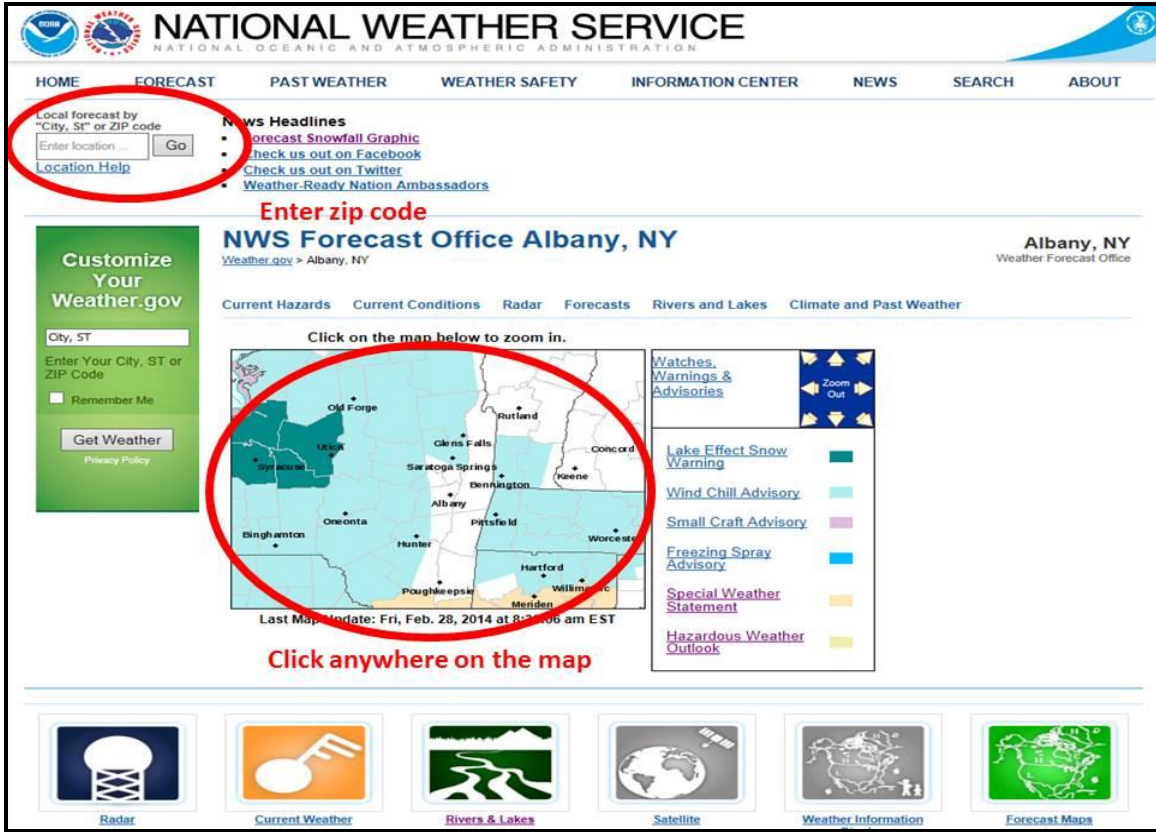 NATIONAL WEATHER SERVICE
NATIONAL OCEANIC AND ATMOSPHERIC ADMINISTRATION
HOME FORECAST PAST WEATHER WEATHER SAFETY INFORMATION CENTER NEWS SEARCH ABOUT
Local forecast by
"City, St" or ZIP code
Enter location ... Go
Location Help
News Headlines
Forecast Snowfall Graphic
Check us out on Facebook
Check us out on Twitter
Weather-Ready Nation Ambassadors
Enter zip code
Customize
Your
Weather.gov
City, ST
Enter Your City, ST or
ZIP Code
Remember Me
Get Weather
Privacy Policy
NWS Forecast Office Albany, NY
Weather.gov > Albany, NY
Albany, NY
Weather Forecast Office
Current Hazards Current Conditions Radar Forecasts Rivers and Lakes Climate and Past Weather
Click on the map below to zoom in.
Old Forge
Rutland
Utica
Glens Falls
Concord
Syracuse
Saratoga Springs
Keene
Bennington
Albany
Oneonta
Pittsfield
Binghamton
Hunter
Worceste
Hartford
Poughkeepsie
Willimantic
Meriden
Last Map Update: Fri, Feb. 28, 2014 at am EST
Click anywhere on the map
Watches,
Warnings &
Advisories
Zoom
Out
Lake Effect Snow
Warning
Wind Chill Advisory
Small Craft Advisory
Freezing Spray
Advisory
Special Weather
Statement
Hazardous Weather
Outlook
Radar
Current Weather
Rivers & Lakes
Satellite
Weather Information
Forecast Maps